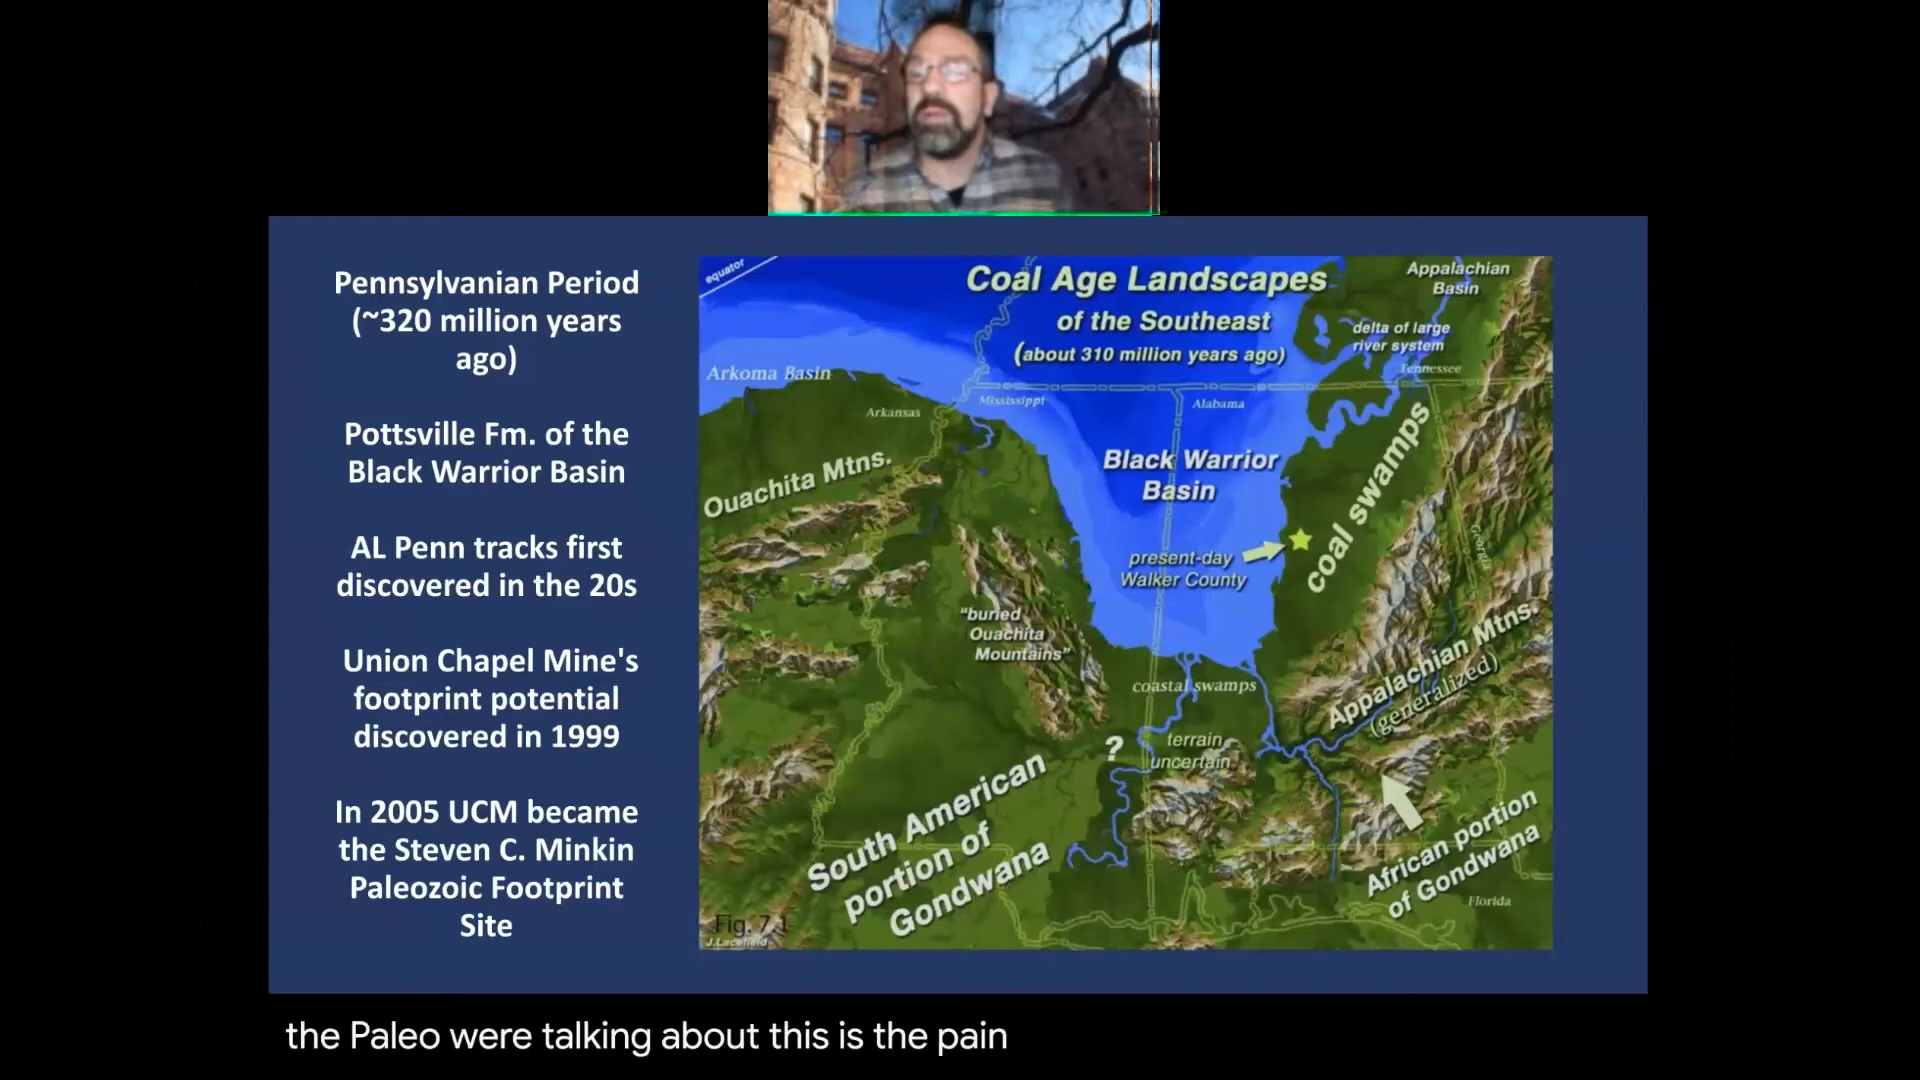 Pennsylvanian Period
(~320 million years
ago)
Pottsville Fm. of the
Black Warrior Basin
AL Penn tracks first
discovered in the 20s
Union Chapel Mine's
footprint potential
discovered in 1999
In 2005 UCM became
the Steven C. Minkin
Paleozoic Footprint
Site
equator
Coal Age Landscapes
of the Southeast
(about 310 million years ago)
Appalachian
Basin
delta of large
river system
Tennessee
Arkoma Basin
Arkansas
Mississippi
Alabama
Ouachita Mtns.
Black Warrior
Basin
coal swamps
Georgia
present-day
Walker County
"buried
Ouachita
Mountains"
coastal swamps
Appalachian Mtns.
(generalized)
?
terrain
uncertain
South American
portion of
Gondwana
African portion
of Gondwana
Florida
Fig. 7.1
J.Lacefield
the Paleo were talking about this is the pain